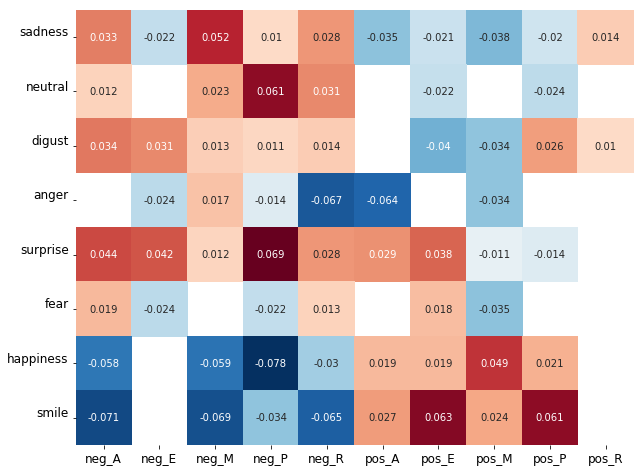 sadness 0.033 -0.022 0.052 0.01 0.028 -0.035 -0.021 -0.038 -0.02 0.014
neutral 0.012 0.023 0.061 0.031 -0.022 -0.024
digust 0.034 0.031 0.013 0.011 0.014 -0.04 -0.034 0.026 0.01
anger -0.024 0.017 -0.014 -0.067 -0.064 -0.034
surprise 0.044 0.042 0.012 0.069 0.028 0.029 0.038 -0.011 -0.014
fear 0.019 -0.024 -0.022 0.013 0.018 -0.035
happiness -0.058 -0.059 -0.078 -0.03 0.019 0.019 0.049 0.021
smile -0.071 -0.069 -0.034 -0.065 0.027 0.063 0.024 0.061
neg_A neg_E neg_M neg_P neg_R pos_A pos_E pos_M pos_P pos_R